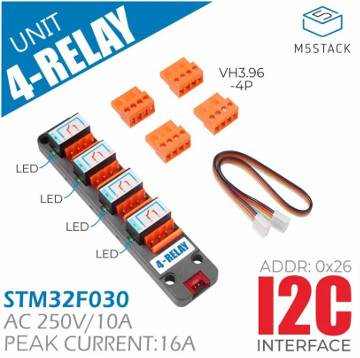 UNIT
4-RELAY
M5STACK
VH3.96
-4P
LED
LED
LED
LED
4-RELAY
STM32F030
AC 250V/10A
PEAK CURRENT:16A
ADDR: 0x26
I2C
INTERFACE